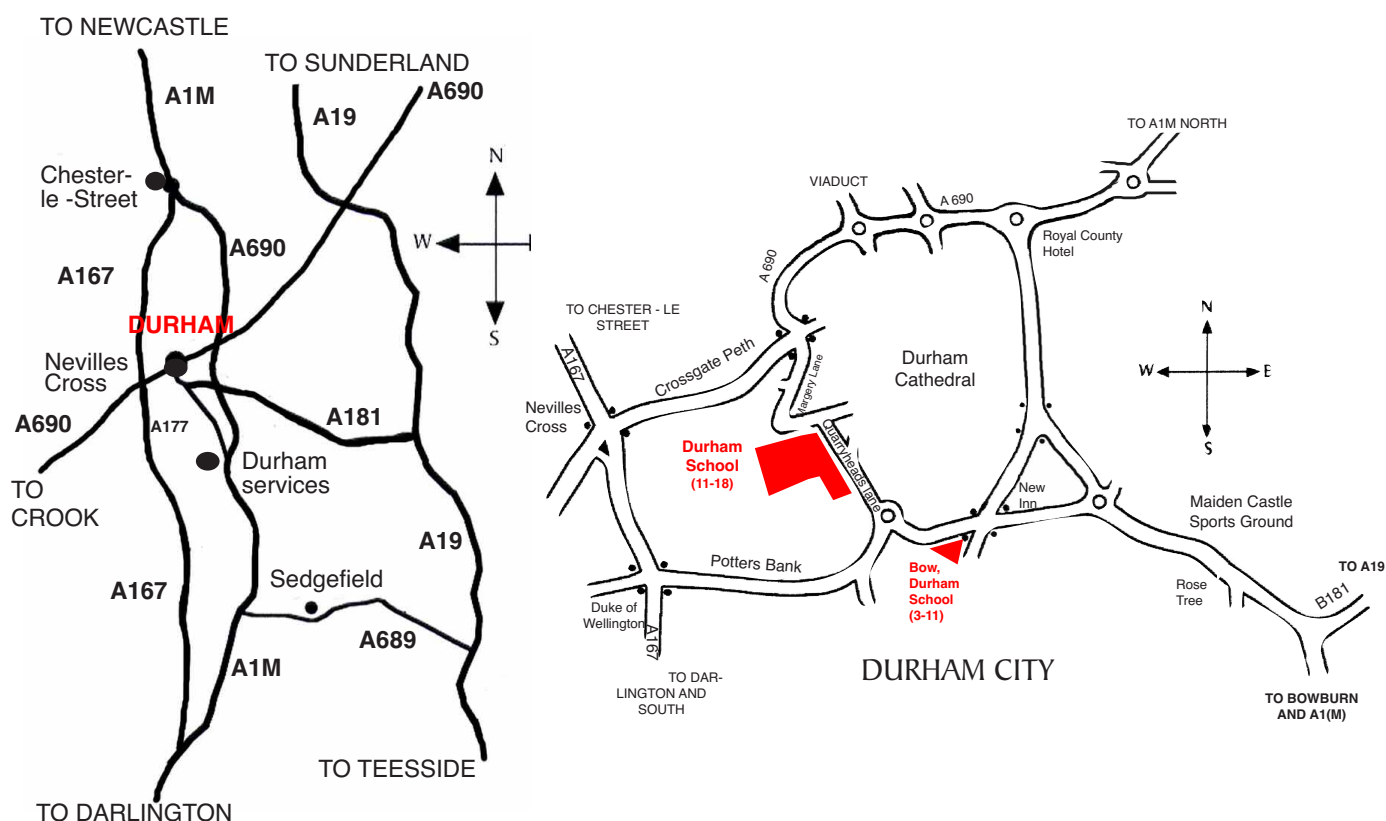 TO NEWCASTLE
TO SUNDERLAND
A1M
A690
A19
N
Chester-
le -Street
W
A690
A167
S
DURHAM
Nevilles
Cross
A690
A177
A181
Durham
services
TO
CROOK
A19
Sedgefield
A167
A689
A1M
TO TEESSIDE
TO DARLINGTON
TO A1M NORTH
VIADUCT
A 690
Royal County
Hotel
A 690
TO CHESTER - LE
STREET
N
A167
Crossgate Peth
Durham
Cathedral
W
E
Margery Lane
Nevilles
Cross
S
Durham
School
(11-18)
Quarryheads lane
New
Inn
Maiden Castle
Sports Ground
Potters Bank
Bow,
Durham
School
(3-11)
TO A19
Rose
Tree
B181
Duke of
Wellington
A167
DURHAM CITY
TO DAR-
LINGTON AND
SOUTH
TO BOWBURN
AND A1(M)